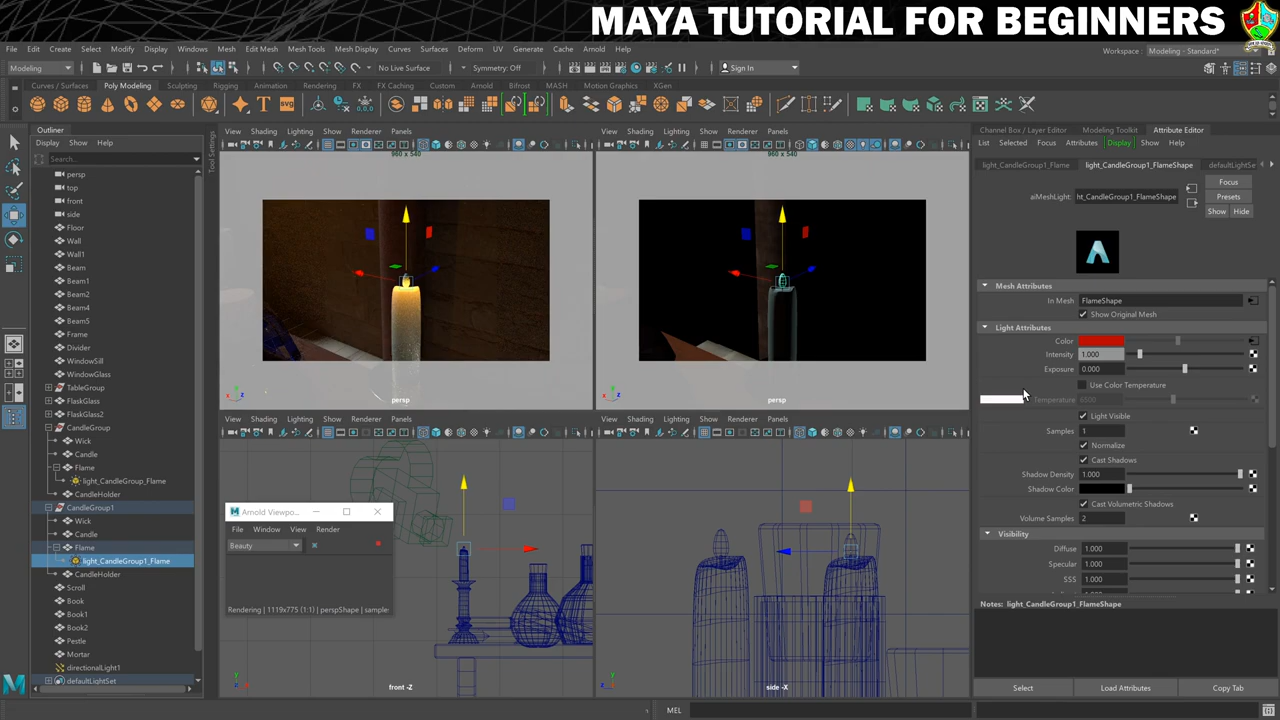 MAYA TUTORIAL FOR BEGINNERS
File Edit Create Select Modify Display Windows Mesh Edit Mesh Mesh Tools Mesh Display Curves Surfaces Deform UV Generate Cache Arnold Help
Workspace: Modeling - Standard*
Modeling
No Live Surface
Symmetry: Off
Sign In
Curves / Surfaces Poly Modeling Sculpting Rigging Animation Rendering FX FX Caching Custom Arnold Bifrost MASH Motion Graphics XGen
Outliner
Display Show Help
Search...
persp
top
front
side
Floor
Wall
Wall1
Beam
Beam1
Beam2
Beam4
Beam5
Frame
Divider
WindowSill
WindowGlass
TableGroup
FlaskGlass
FlaskGlass2
CandleGroup
Wick
Candle
Flame
light_CandleGroup_Flame
CandleHolder
CandleGroup1
Wick
Candle
Flame
light_CandleGroup1_Flame
CandleHolder
Scroll
Book
Book1
Book2
Pestle
Mortar
directionalLight1
defaultLightSet
Tool Settings
View Shading Lighting Show Renderer Panels
960 x 540
persp
View Shading Lighting Show Renderer Panels
960 x 540
persp
View Shading Lighting Show Renderer Panels
front -Z
View Shading Lighting Show Renderer Panels
side -X
Arnold Viewpo...
File Window View Render
Beauty
Rendering | 1119x775 (1:1) | perspShape | sample:
Channel Box / Layer Editor Modeling Toolkit Attribute Editor
List Selected Focus Attributes Display Show Help
light_CandleGroup1_Flame light_CandleGroup1_FlameShape defaultLightSe
Focus
aiMeshLight: ht_CandleGroup1_FlameShape
Presets
Show Hide
Mesh Attributes
In Mesh FlameShape
Show Original Mesh
Light Attributes
Color
Intensity 1.000
Exposure 0.000
Use Color Temperature
Temperature 6500
Light Visible
Samples 1
Normalize
Cast Shadows
Shadow Density 1.000
Shadow Color
Cast Volumetric Shadows
Volume Samples 2
Visibility
Diffuse 1.000
Specular 1.000
SSS 1.000
Notes: light_CandleGroup1_FlameShape
Select Load Attributes Copy Tab
MEL